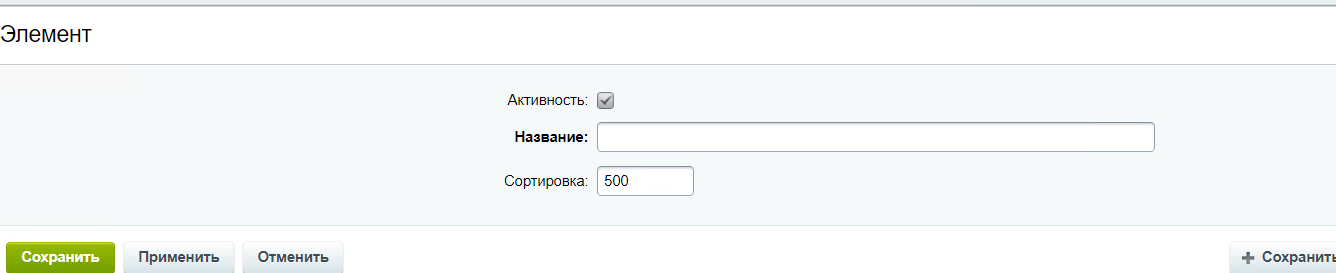 Элемент
Активность:
Название:
Сортировка: 500
Сохранить Применить Отменить Сохранить